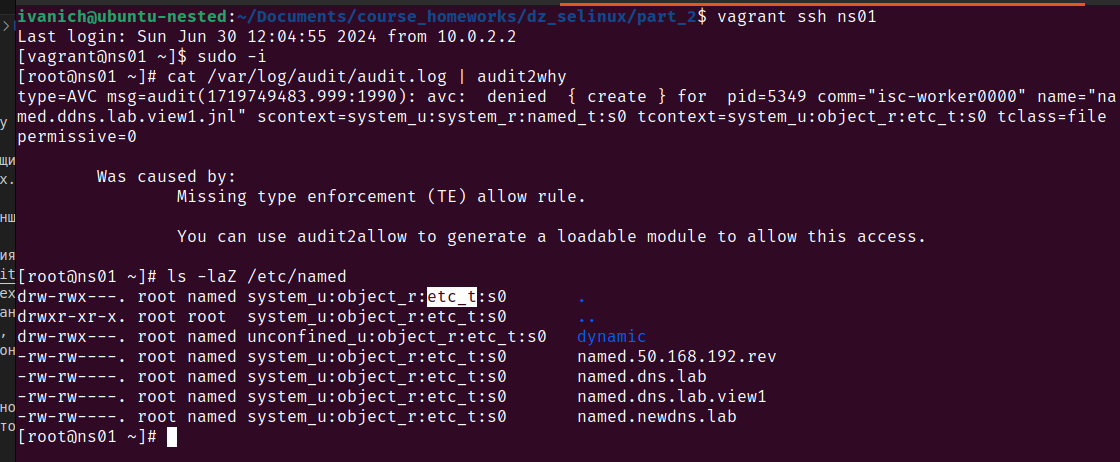 ivanich@ubuntu-nested:~/Documents/course_homeworks/dz_selinux/part_2$ vagrant ssh ns01
Last login: Sun Jun 30 12:04:55 2024 from 10.0.2.2
[vagrant@ns01 ~]$ sudo -i
[root@ns01 ~]# cat /var/log/audit/audit.log | audit2why
type=AVC msg=audit(1719749483.999:1990): avc:  denied  { create } for  pid=5349 comm="isc-worker0000" name="na
med.ddns.lab.view1.jnl" scontext=system_u:system_r:named_t:s0 tcontext=system_u:object_r:etc_t:s0 tclass=file
permissive=0
Was caused by:
Missing type enforcement (TE) allow rule.
You can use audit2allow to generate a loadable module to allow this access.
[root@ns01 ~]# ls -laZ /etc/named
drw-rwx---. root named system_u:object_r:etc_t:s0       .
drwxr-xr-x. root root  system_u:object_r:etc_t:s0       ..
drw-rwx---. root named unconfined_u:object_r:etc_t:s0   dynamic
-rw-rw----. root named system_u:object_r:etc_t:s0       named.50.168.192.rev
-rw-rw----. root named system_u:object_r:etc_t:s0       named.dns.lab
-rw-rw----. root named system_u:object_r:etc_t:s0       named.dns.lab.view1
-rw-rw----. root named system_u:object_r:etc_t:s0       named.newdns.lab
[root@ns01 ~]#